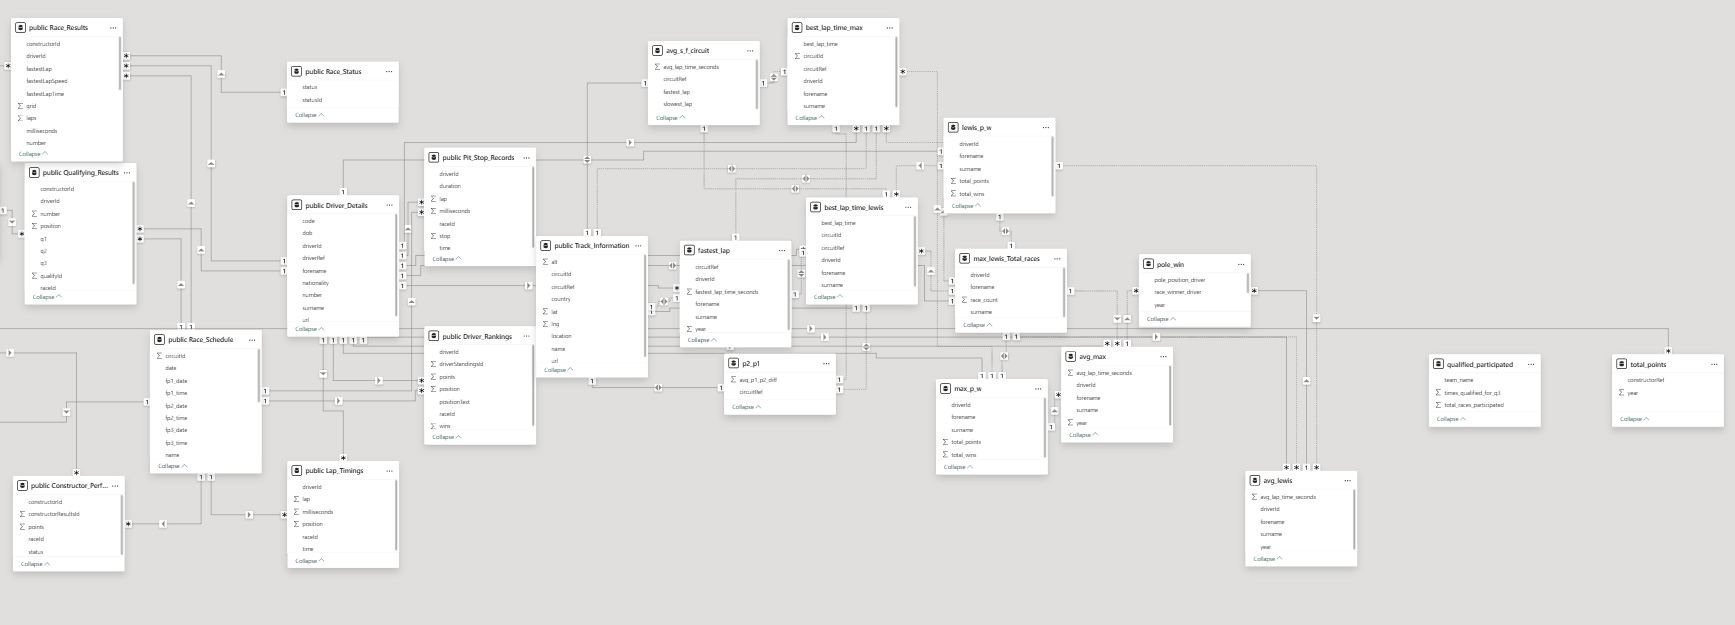 public Race_Results
constructorId
driverId
fastestLap
fastestLapSpeed
fastestLapTime
grid
laps
milliseconds
number
Collapse
public Qualifying_Results
constructorId
driverId
number
position
q1
q2
q3
qualifyId
raceId
Collapse
public Race_Status
status
statusId
Collapse
public Driver_Details
code
dob
driverId
driverRef
forename
nationality
number
surname
url
Collapse
public Race_Schedule
circuitId
date
fp1_date
fp1_time
fp2_date
fp2_time
fp3_date
fp3_time
name
Collapse
public Constructor_Perf...
constructorId
constructorResultsId
points
raceId
status
Collapse
public Lap_Timings
driverId
lap
milliseconds
position
raceId
time
Collapse
public Pit_Stop_Records
driverId
duration
lap
milliseconds
raceId
stop
time
Collapse
public Driver_Rankings
driverId
driverStandingsId
points
position
positionText
raceId
wins
Collapse
public Track_Information
alt
circuitId
circuitRef
country
lat
lng
location
name
url
Collapse
avg_s_f_circuit
avg_lap_time_seconds
circuitRef
fastest_lap
slowest_lap
Collapse
best_lap_time_max
best_lap_time
circuitId
circuitRef
driverId
forename
surname
Collapse
fastest_lap
circuitRef
driverId
fastest_lap_time_seconds
forename
surname
year
Collapse
best_lap_time_lewis
best_lap_time
circuitId
circuitRef
driverId
forename
surname
Collapse
p2_p1
avg_p1_p2_diff
circuitRef
Collapse
lewis_p_w
driverId
forename
surname
total_points
total_wins
Collapse
max_lewis_Total_races
driverId
forename
race_count
surname
Collapse
max_p_w
driverId
forename
surname
total_points
total_wins
Collapse
avg_max
avg_lap_time_seconds
driverId
forename
surname
year
Collapse
pole_win
pole_position_driver
race_winner_driver
year
Collapse
avg_lewis
avg_lap_time_seconds
driverId
forename
surname
year
Collapse
qualified_participated
team_name
times_qualified_for_q3
total_races_participated
Collapse
total_points
constructorRef
year
Collapse